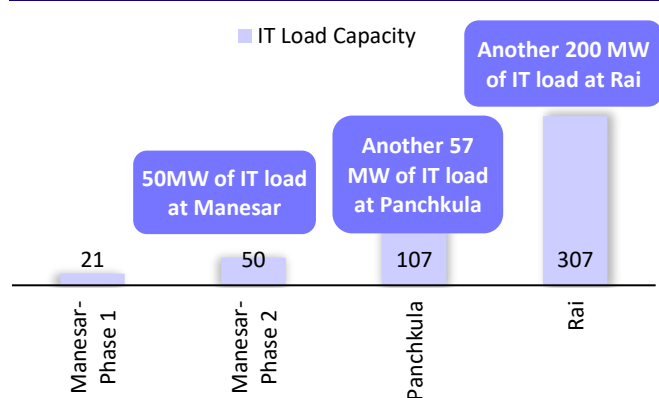 IT Load Capacity
Another 200 MW
of IT load at Rai
Another 57
MW of IT load
at Panchkula
50MW of IT load
at Manesar
21
50
107
307
Manesar-
Phase 1
Manesar-
Phase 2
Panchkula
Rai